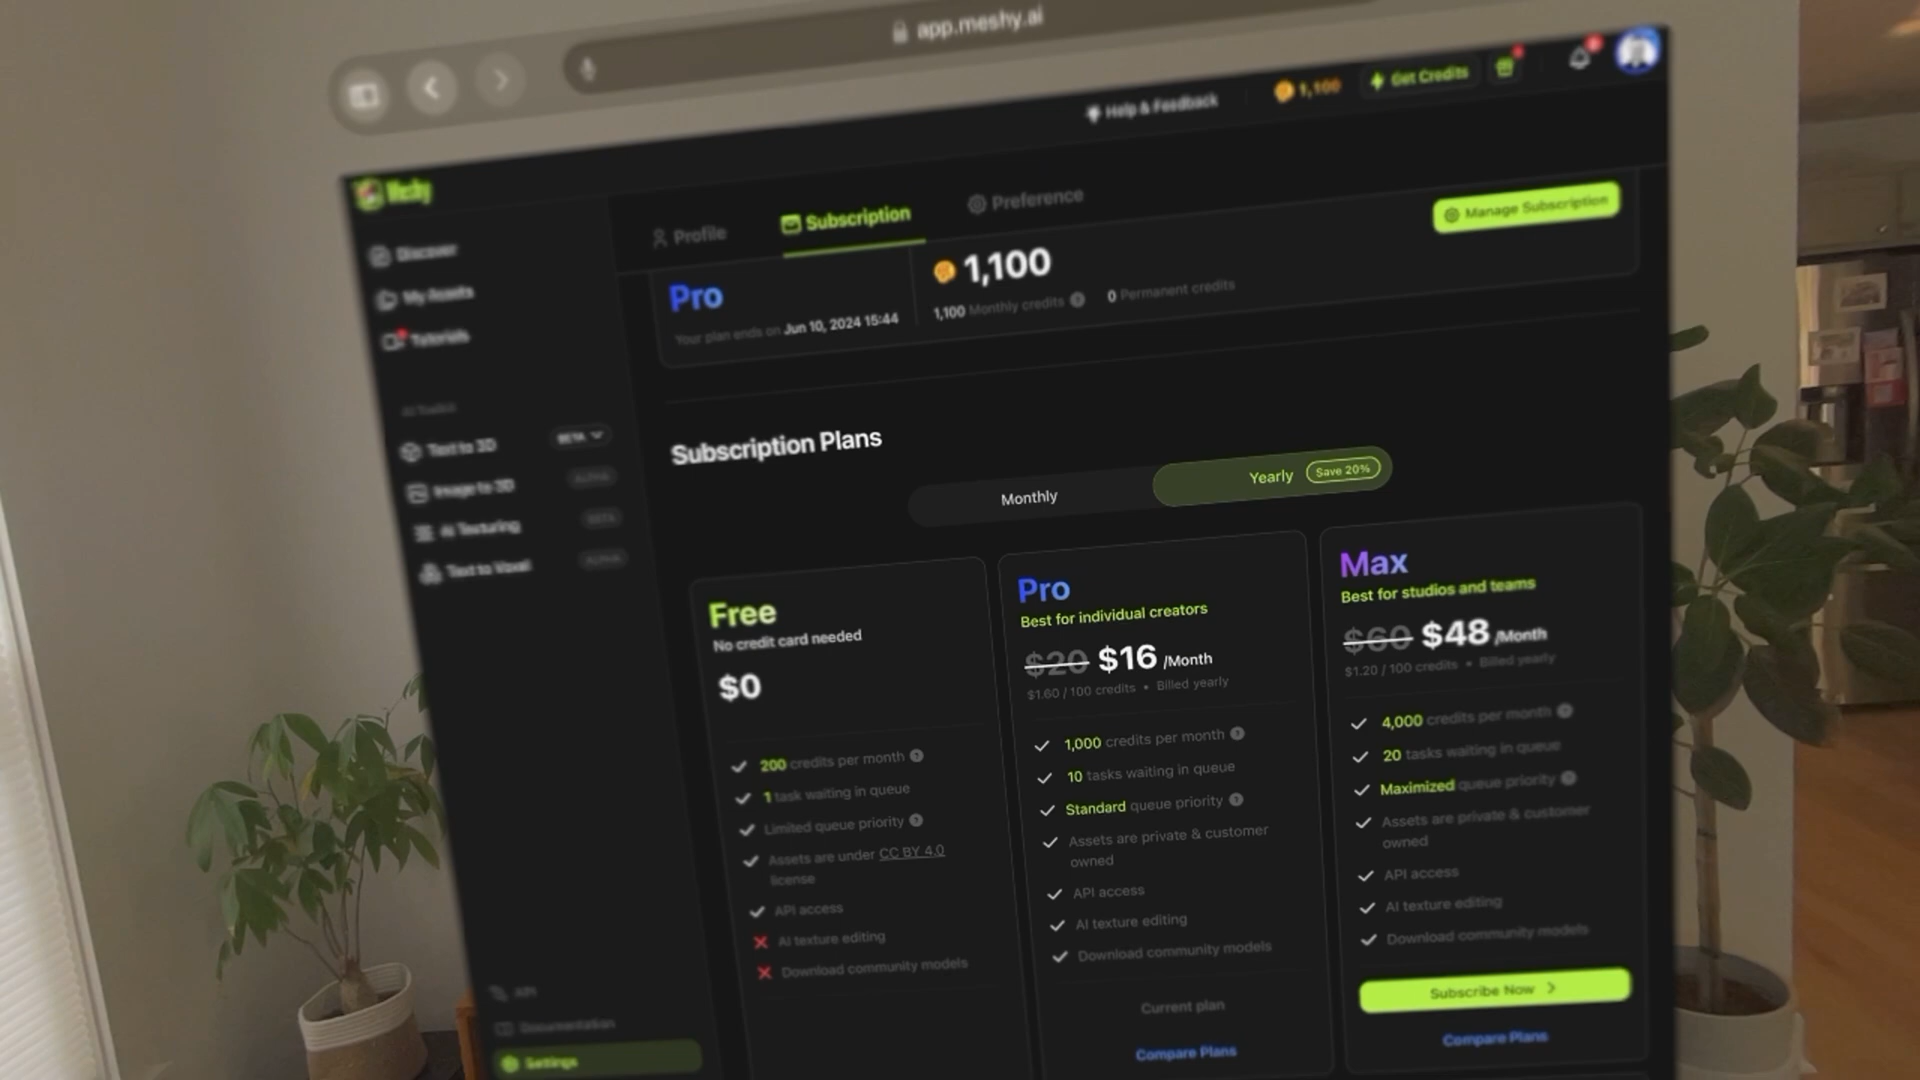 app.meshy.ai
Help & Feedback
1,100
Get Credits
Meshy
Discover
My Assets
Tutorials
AI Toolkit
Text to 3D
BETA
Image to 3D
ALPHA
AI Texturing
BETA
Text to Voxel
ALPHA
API
Documentation
Settings
Profile
Subscription
Preference
Manage Subscription
Pro
Your plan ends on Jun 10, 2024 15:44
1,100
1,100 Monthly credits
0 Permanent credits
Subscription Plans
Monthly
Yearly
Save 20%
Free
No credit card needed
$0
200 credits per month
1 task waiting in queue
Limited queue priority
Assets are under CC BY 4.0
license
API access
AI texture editing
Download community models
Pro
Best for individual creators
$20 $16 /Month
$1.60 / 100 credits • Billed yearly
1,000 credits per month
10 tasks waiting in queue
Standard queue priority
Assets are private & customer
owned
API access
AI texture editing
Download community models
Current plan
Compare Plans
Max
Best for studios and teams
$60 $48 /Month
$1.20 / 100 credits • Billed yearly
4,000 credits per month
20 tasks waiting in queue
Maximized queue priority
Assets are private & customer
owned
API access
AI texture editing
Download community models
Subscribe Now
Compare Plans